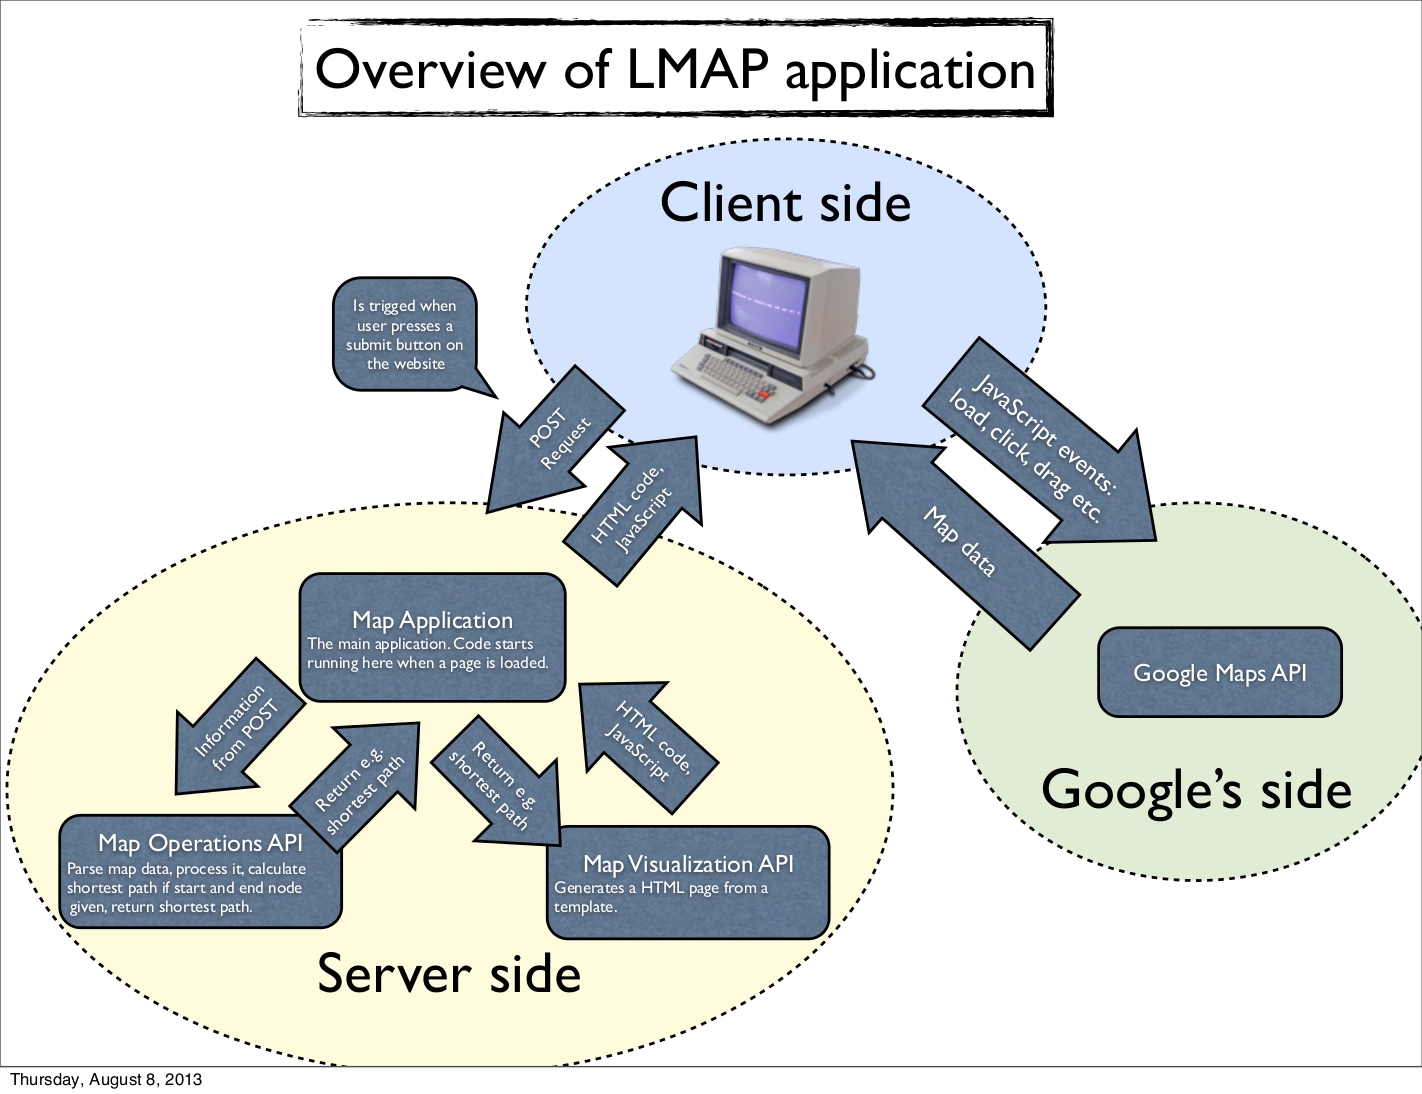 Overview of LMAP application
Client side
Is trigged when
user presses a
submit button on
the website
POST
Request
HTML code,
JavaScript
JavaScript events:
load, click, drag etc.
Map data
Map Application
The main application. Code starts
running here when a page is loaded.
Google Maps API
Google's side
Information
from POST
Return e.g.
shortest path
Return e.g.
shortest path
HTML code,
JavaScript
Map Operations API
Parse map data, process it, calculate
shortest path if start and end node
given, return shortest path.
Map Visualization API
Generates a HTML page from a
template.
Server side
Thursday, August 8, 2013